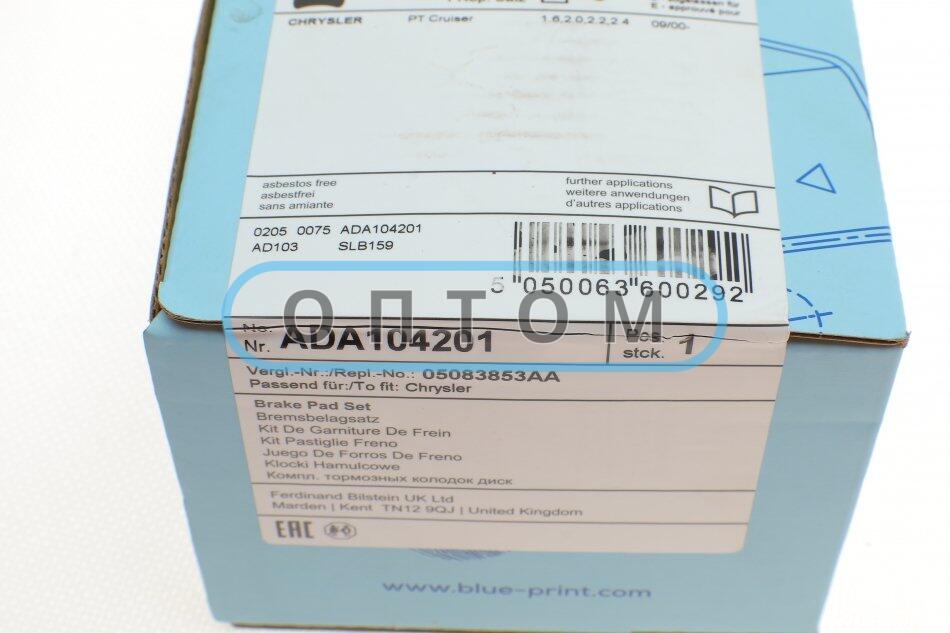 CHRYSLER PT Cruiser 1.6,2.0,2.2,2.4 09/00-
E - approuvé pour
asbestos free
asbestfrei
sans amiante
further applications
weitere anwendungen
d'autres applications
0205 0075 ADA104201
AD103 SLB159
5 050063 600292
ОПТОМ
No.
Nr. ADA104201
stck. 1
Vergl.-Nr.:/Repl.-No.: 05083853AA
Passend für:/To fit: Chrysler
Brake Pad Set
Bremsbelagsatz
Kit De Garniture De Frein
Kit Pastiglie Freno
Juego De Forros De Freno
Klocki Hamulcowe
Компл. тормозных колодок диск
Ferdinand Bilstein UK Ltd
Marden | Kent TN12 9QJ | United Kingdom
EAC
www.blue-print.com